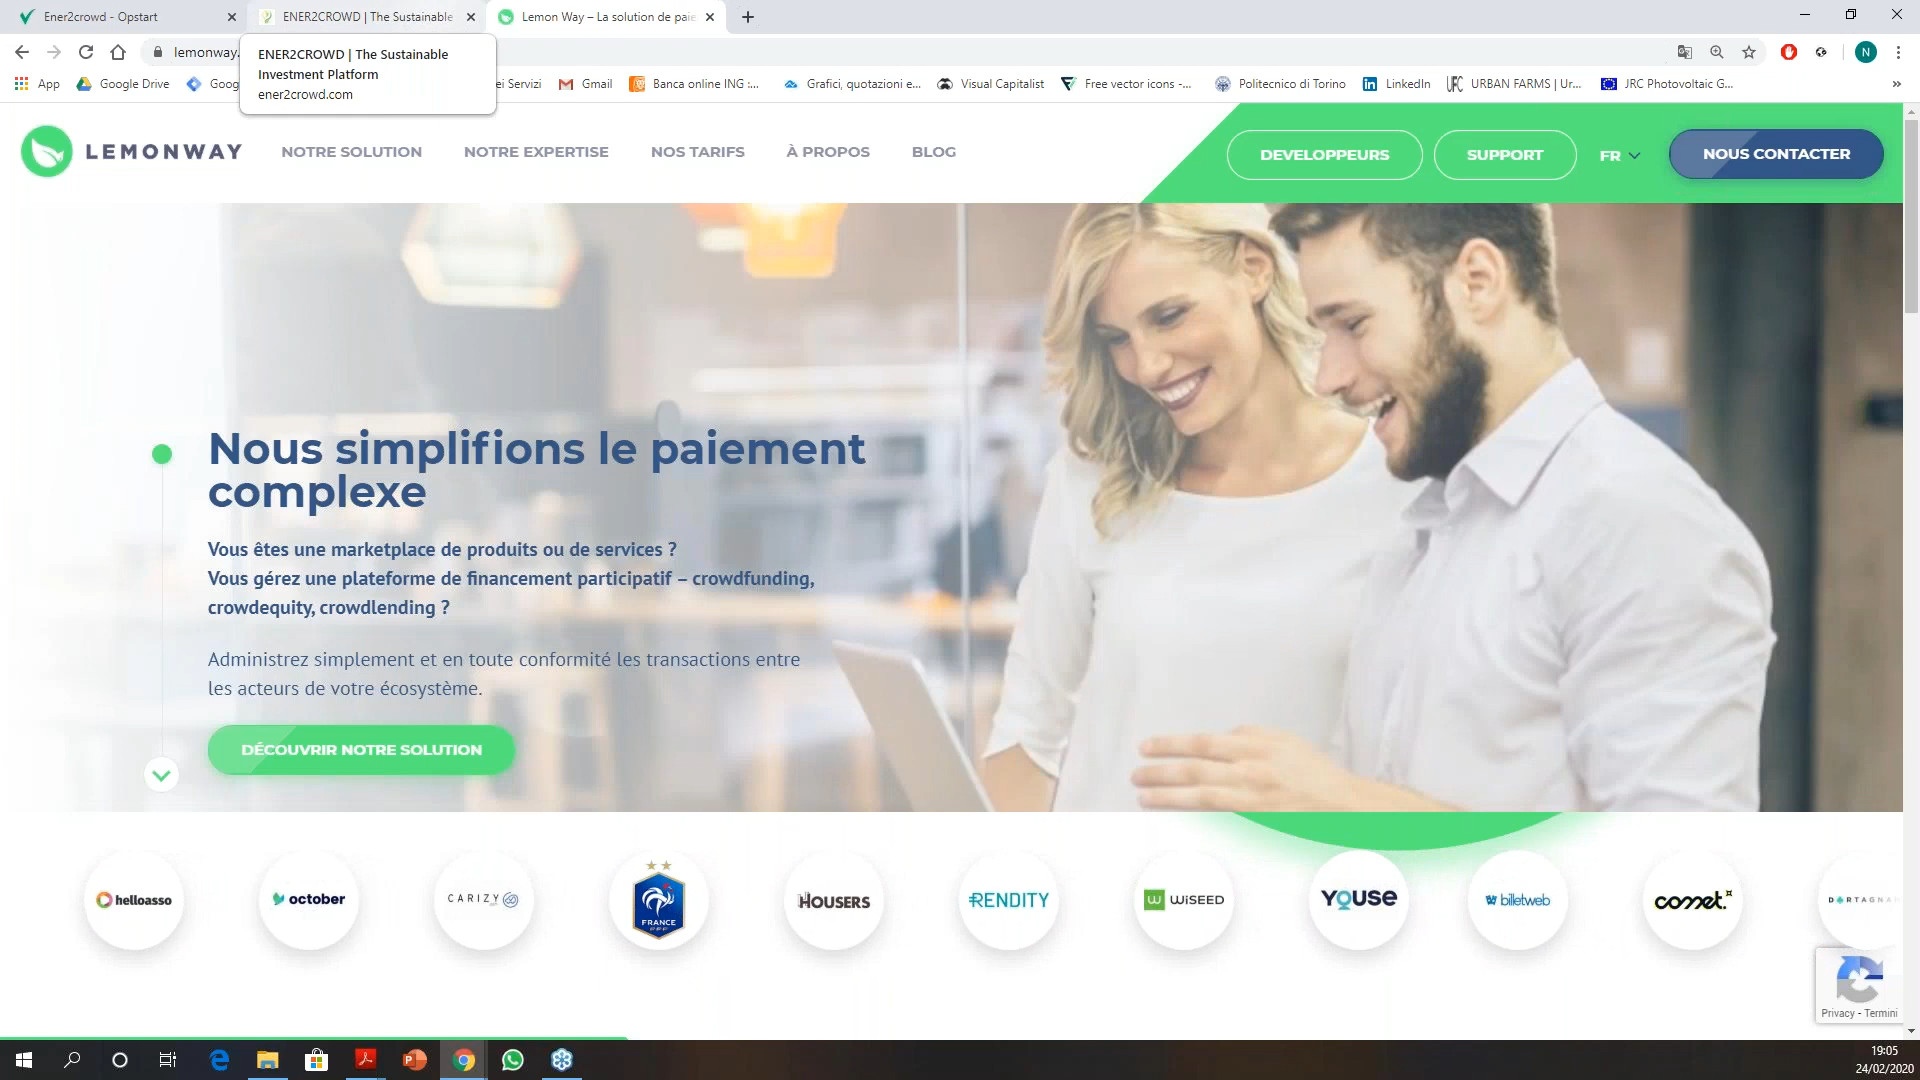 Ener2crowd - Opstart
ENER2CROWD | The Sustainable
Lemon Way – La solution de paie
lemonway.
ENER2CROWD | The Sustainable
Investment Platform
ener2crowd.com
N
App
Google Drive
Goog
ei Servizi
Gmail
Banca online ING :...
Grafici, quotazioni e...
Visual Capitalist
Free vector icons -...
Politecnico di Torino
LinkedIn
URBAN FARMS | Ur...
JRC Photovoltaic G...
LEMONWAY
NOTRE SOLUTION
NOTRE EXPERTISE
NOS TARIFS
À PROPOS
BLOG
DEVELOPPEURS
SUPPORT
FR
NOUS CONTACTER
Nous simplifions le paiement
complexe
Vous êtes une marketplace de produits ou de services ?
Vous gérez une plateforme de financement participatif – crowdfunding,
crowdequity, crowdlending ?
Administrez simplement et en toute conformité les transactions entre
les acteurs de votre écosystème.
DÉCOUVRIR NOTRE SOLUTION
helloasso
october
CARIZY
FRANCE
FFF
HOUSERS
RENDITY
WISEED
YOUSE
billetweb
comet.
Privacy - Termini
19:05
24/02/2020